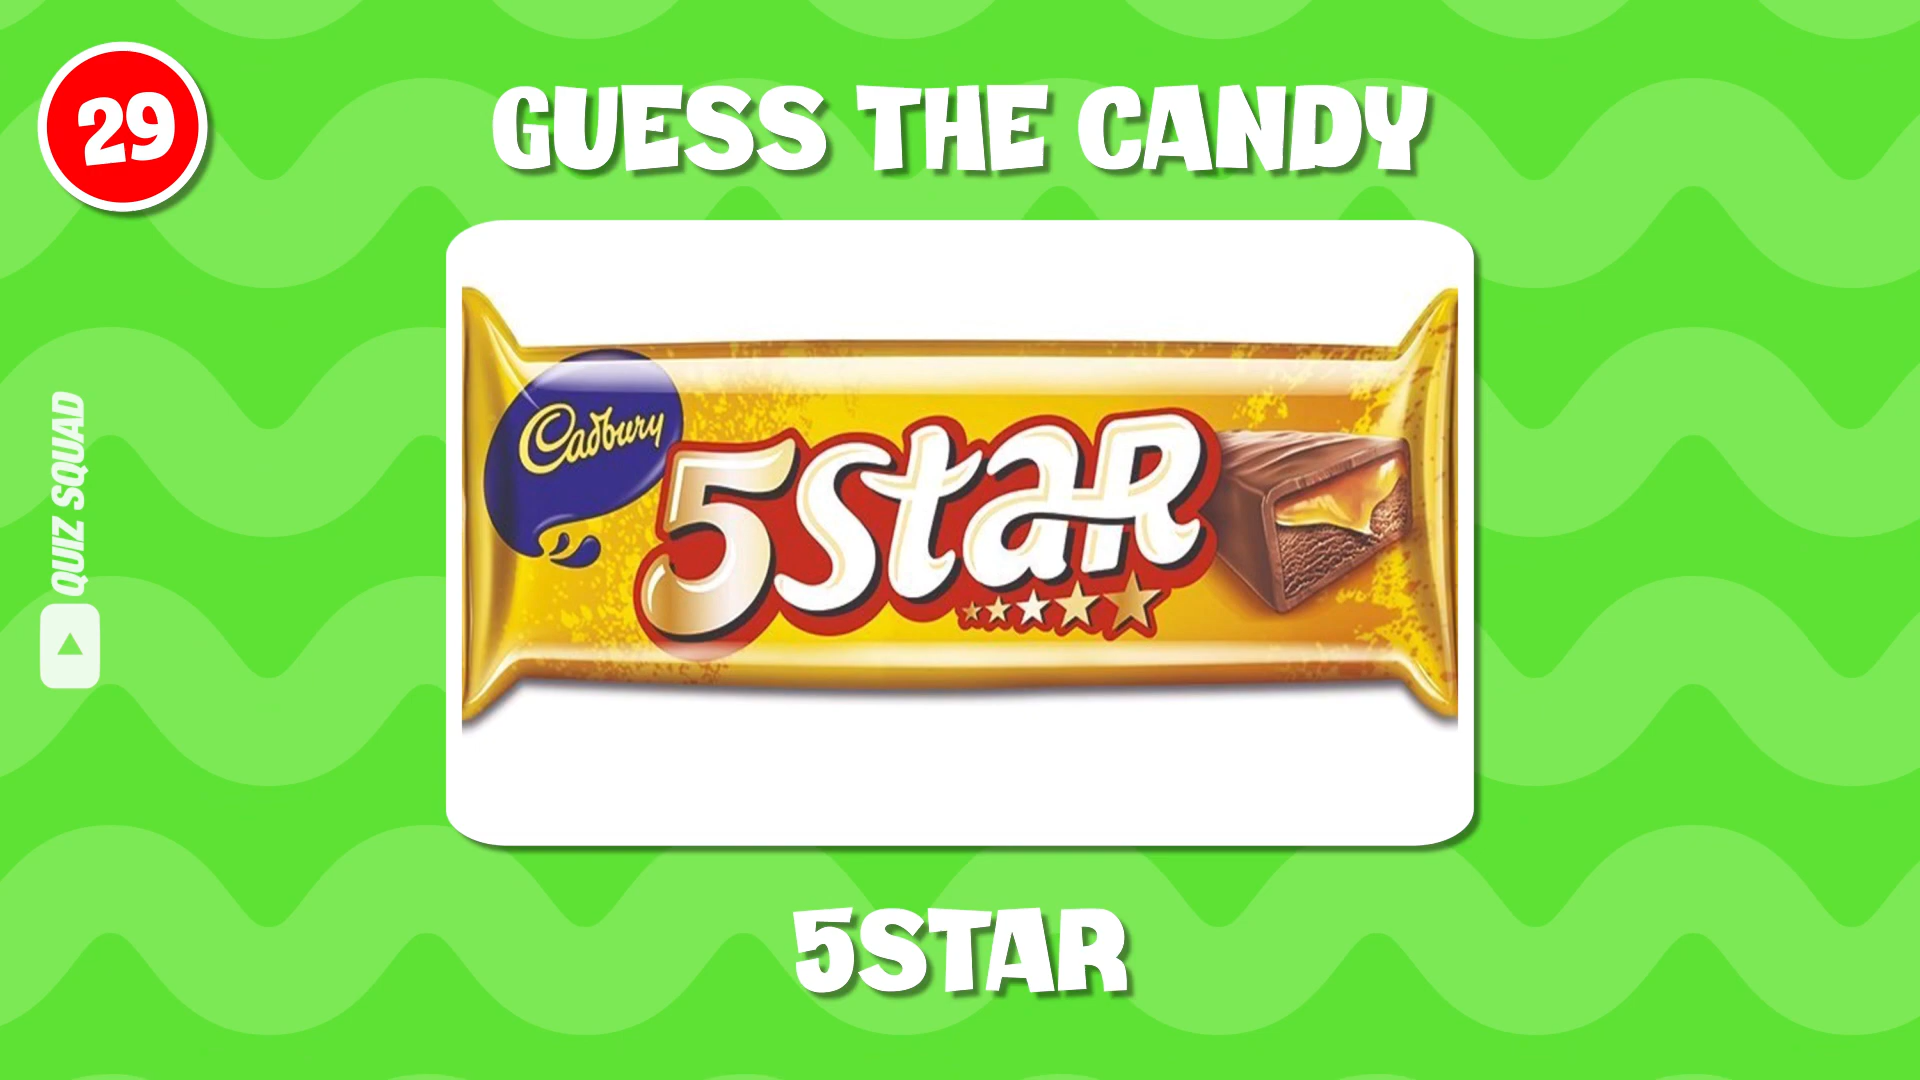 29
GUESS THE CANDY
Cadbury
5Star
QUIZ SQUAD
5STAR